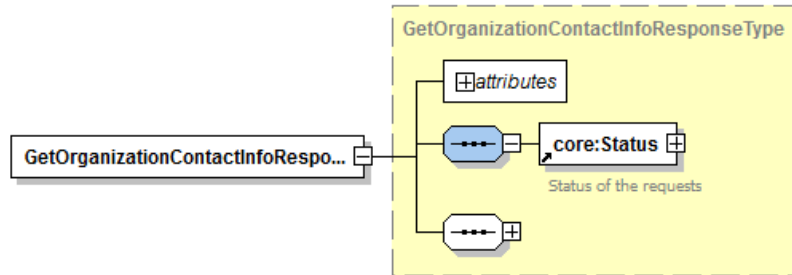 GetOrganizationContactInfoResponseType
attributes
GetOrganizationContactInfoRespo...
core:Status
Status of the requests